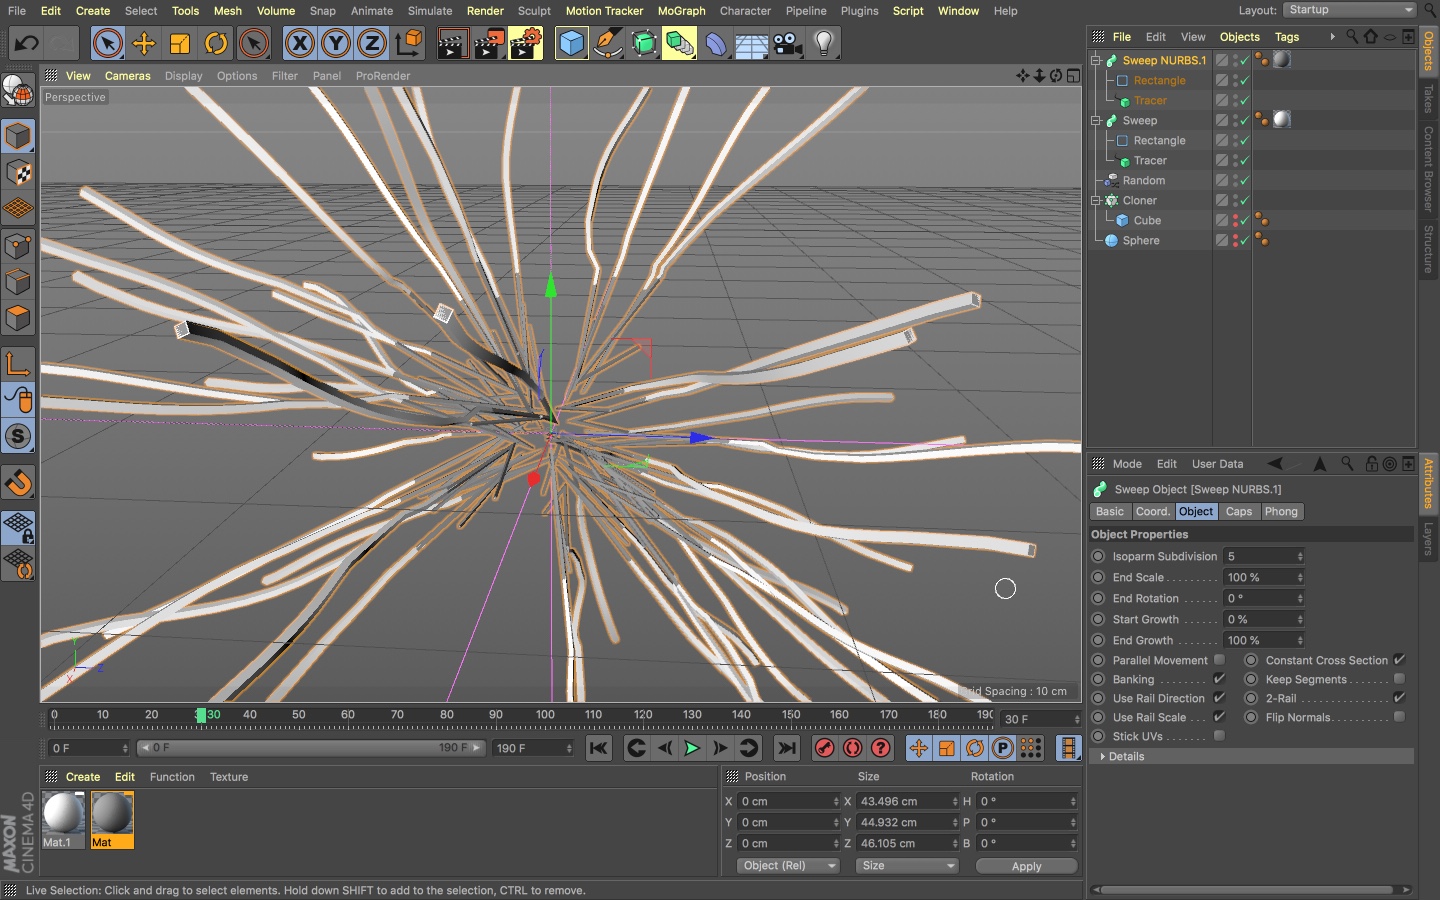 File Edit Create Select Tools Mesh Volume Snap Animate Simulate Render Sculpt Motion Tracker MoGraph Character Pipeline Plugins Script Window Help Layout: Startup
File Edit View Objects Tags
View Cameras Display Options Filter Panel ProRender
Perspective
Sweep NURBS.1
Rectangle
Tracer
Sweep
Rectangle
Tracer
Random
Cloner
Cube
Sphere
Objects
Takes
Content Browser
Structure
X Y Z
S
Mode Edit User Data
Sweep Object [Sweep NURBS.1]
Basic Coord. Object Caps Phong
Object Properties
Isoparm Subdivision 5
End Scale 100 %
End Rotation 0 °
Start Growth 0 %
End Growth 100 %
Parallel Movement Constant Cross Section
Banking Keep Segments
Use Rail Direction 2-Rail
Use Rail Scale Flip Normals
Stick UVs
Details
Attributes
Layers
Y
Z
X
Grid Spacing : 10 cm
0 10 20 30 40 50 60 70 80 90 100 110 120 130 140 150 160 170 180 190 30 F
0 F 0 F 190 F 190 F
P
Create Edit Function Texture
Mat.1 Mat
Position Size Rotation
X 0 cm X 43.496 cm H 0 °
Y 0 cm Y 44.932 cm P 0 °
Z 0 cm Z 46.105 cm B 0 °
Object (Rel) Size Apply
MAXON
CINEMA 4D
Live Selection: Click and drag to select elements. Hold down SHIFT to add to the selection, CTRL to remove.